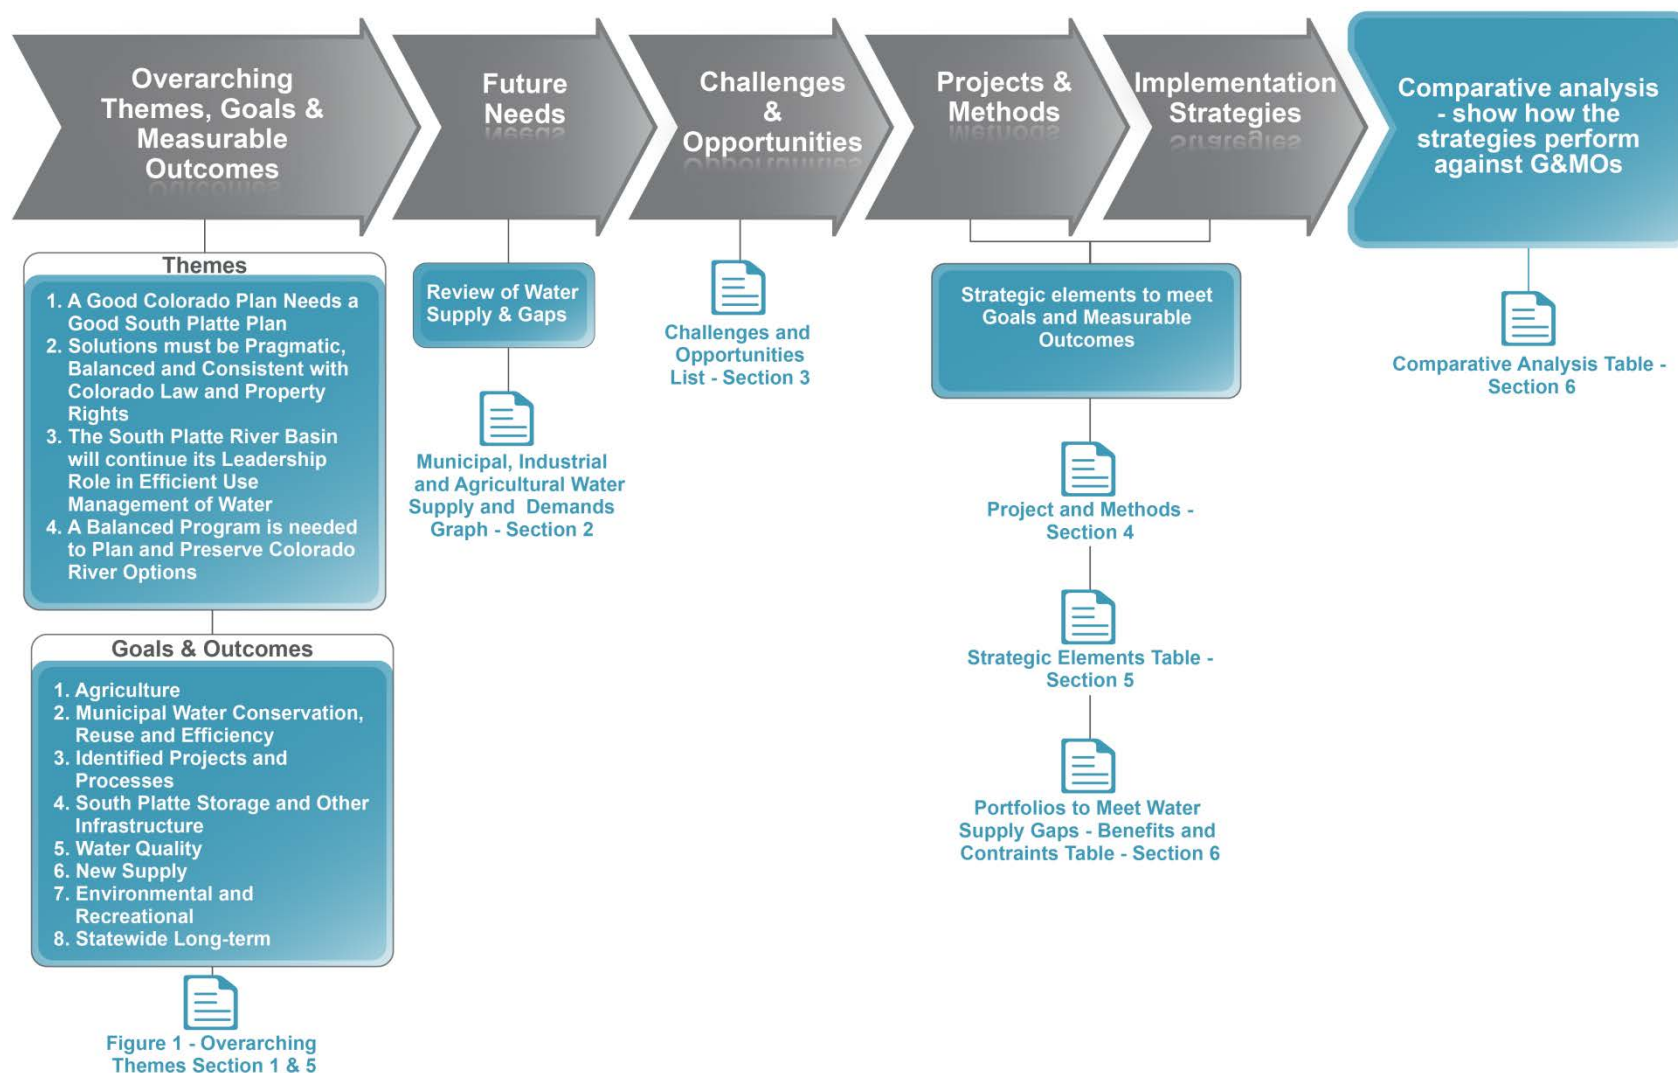 Overarching
Themes, Goals &
Measurable
Outcomes
Future
Needs
Challenges
&
Opportunities
Projects &
Methods
Implementation
Strategies
Comparative analysis
- show how the
strategies perform
against G&MOs
Themes
1. A Good Colorado Plan Needs a
Good South Platte Plan
2. Solutions must be Pragmatic,
Balanced and Consistent with
Colorado Law and Property
Rights
3. The South Platte River Basin
will continue its Leadership
Role in Efficient Use
Management of Water
4. A Balanced Program is needed
to Plan and Preserve Colorado
River Options
Goals & Outcomes
1. Agriculture
2. Municipal Water Conservation,
Reuse and Efficiency
3. Identified Projects and
Processes
4. South Platte Storage and Other
Infrastructure
5. Water Quality
6. New Supply
7. Environmental and
Recreational
8. Statewide Long-term
Figure 1 - Overarching
Themes Section 1 & 5
Review of Water
Supply & Gaps
Municipal, Industrial
and Agricultural Water
Supply and Demands
Graph - Section 2
Challenges and
Opportunities
List - Section 3
Strategic elements to meet
Goals and Measurable
Outcomes
Project and Methods -
Section 4
Strategic Elements Table -
Section 5
Portfolios to Meet Water
Supply Gaps - Benefits and
Contraints Table - Section 6
Comparative Analysis Table -
Section 6